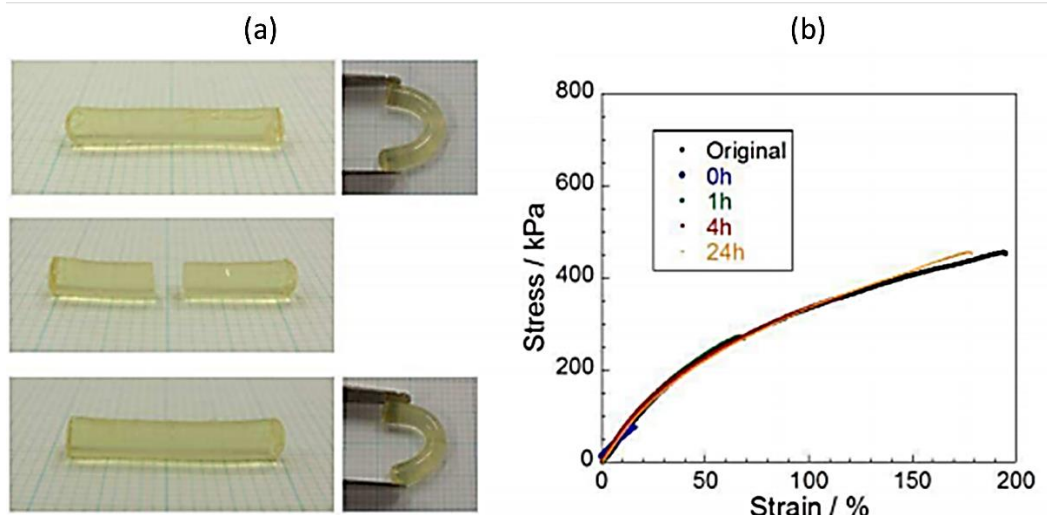 (a)
(b)
800
600
400
200
0
Original
0h
1h
4h
24h
Stress / kPa
0
50
100
150
200
Strain / %